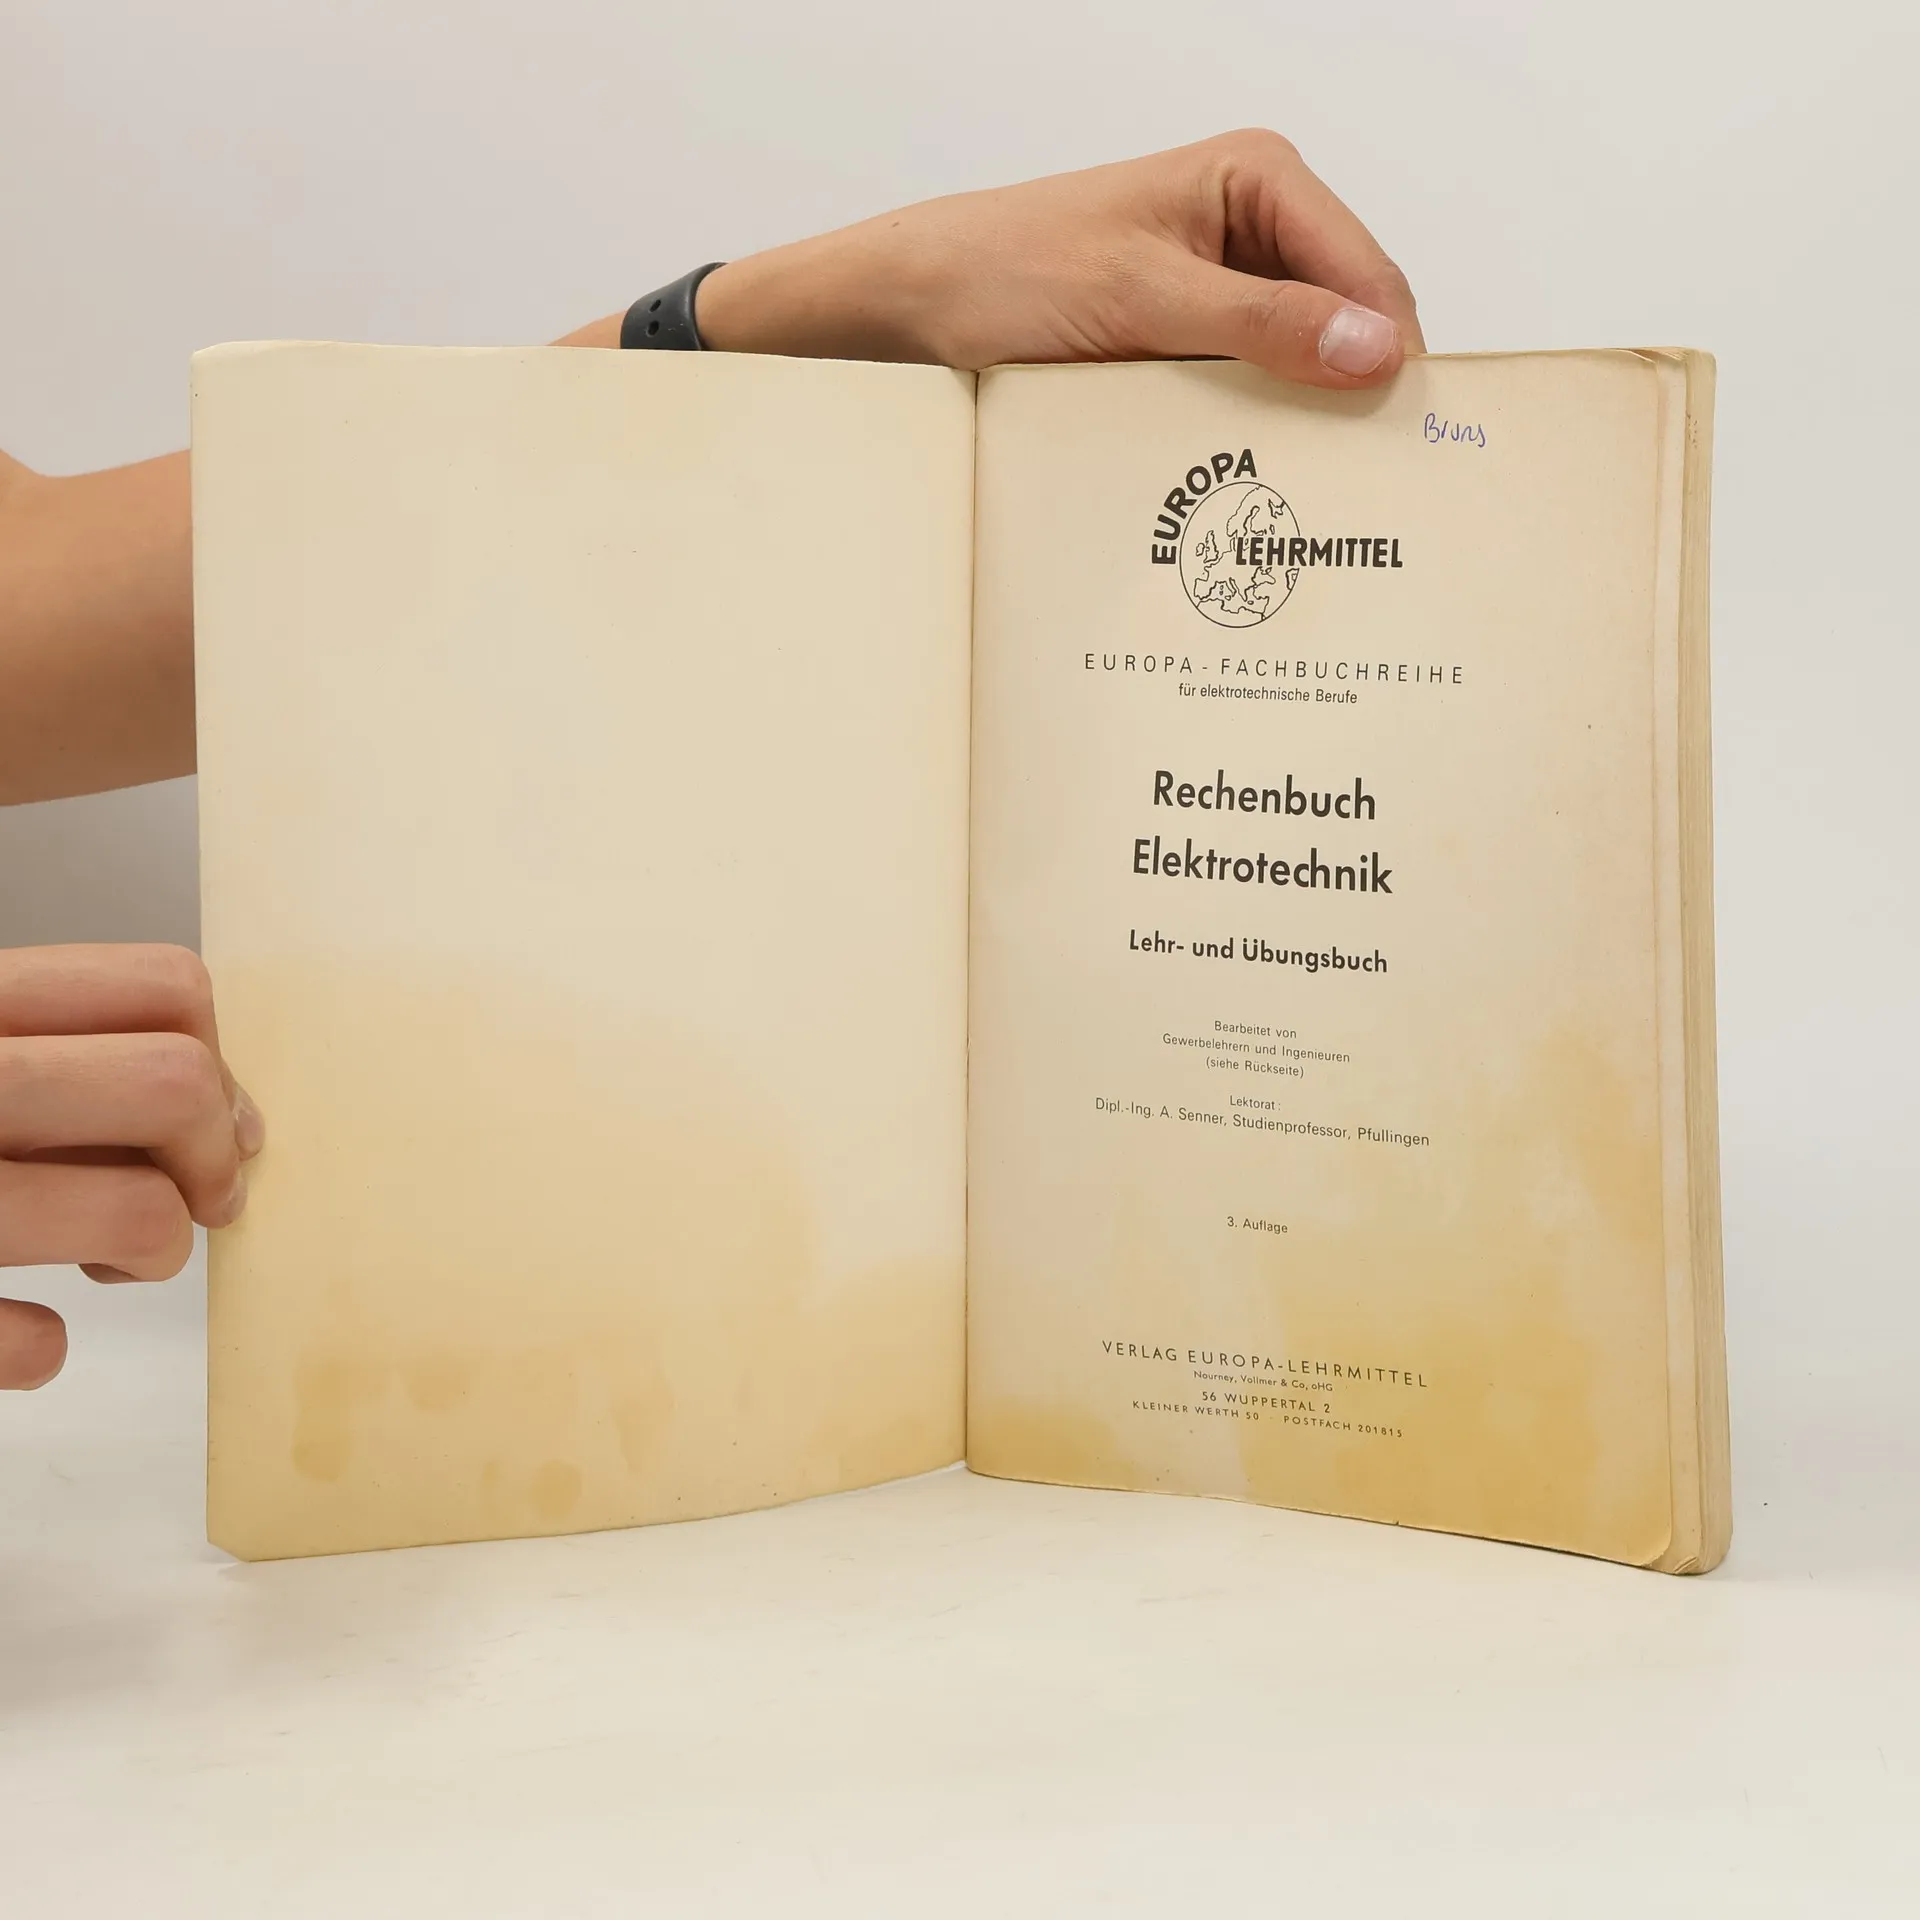 Bruns
EUROPA
LEHRMITTEL
EUROPA - FACHBUCHREIHE
für elektrotechnische Berufe
Rechenbuch
Elektrotechnik
Lehr- und Übungsbuch
Bearbeitet von
Gewerbelehrern und Ingenieuren
(siehe Rückseite)
Lektorat:
Dipl.-Ing. A. Senner, Studienprofessor, Pfullingen
3. Auflage
VERLAG EUROPA-LEHRMITTEL
Nourney, Vollmer & Co, oHG
56 WUPPERTAL 2
KLEINER WERTH 50 · POSTFACH 201815